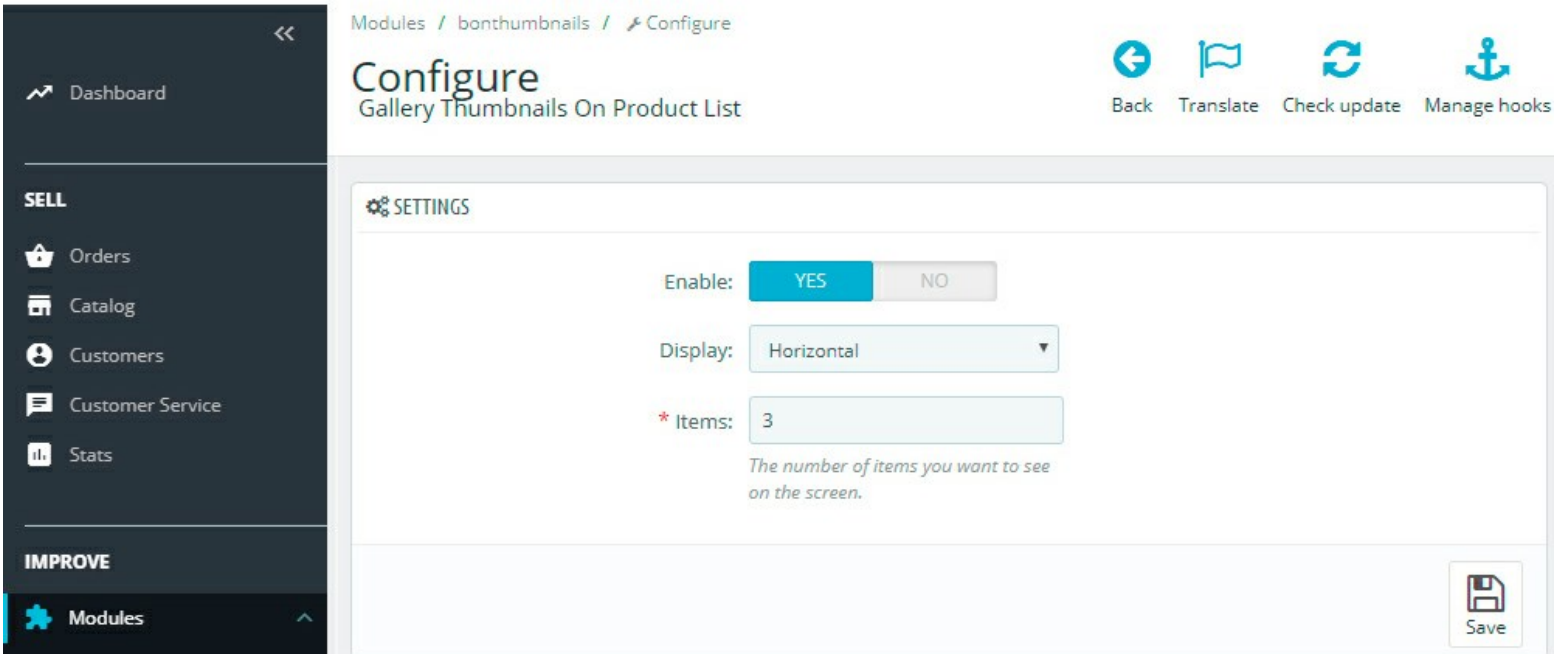 Dashboard
SELL
Orders
Catalog
Customers
Customer Service
Stats
IMPROVE
Modules
Modules / bonthumbnails / Configure
Configure
Gallery Thumbnails On Product List
Back Translate Check update Manage hooks
SETTINGS
Enable: YES NO
Display: Horizontal
* Items: 3
The number of items you want to see
on the screen.
Save